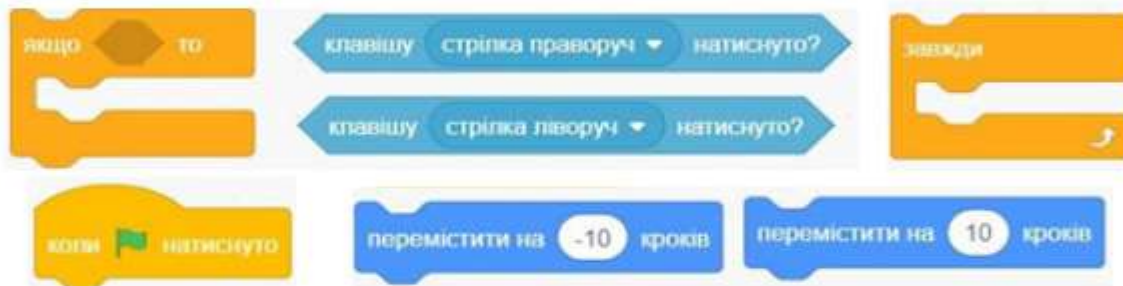 якщо то
клавішу стрілка праворуч натиснуто?
завжди
клавішу стрілка ліворуч натиснуто?
коли натиснуто
перемістити на -10 кроків
перемістити на 10 кроків